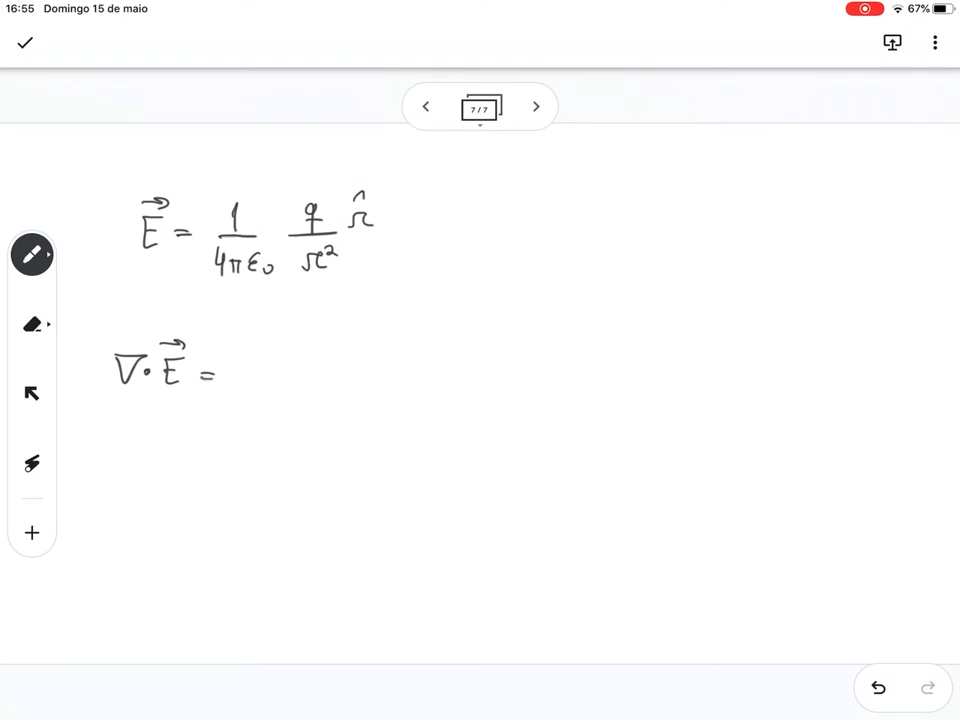 16:55 Domingo 15 de maio 67%
7 / 7
E⃗ = 1/(4πε₀) q/r² r̂
∇·E⃗ =